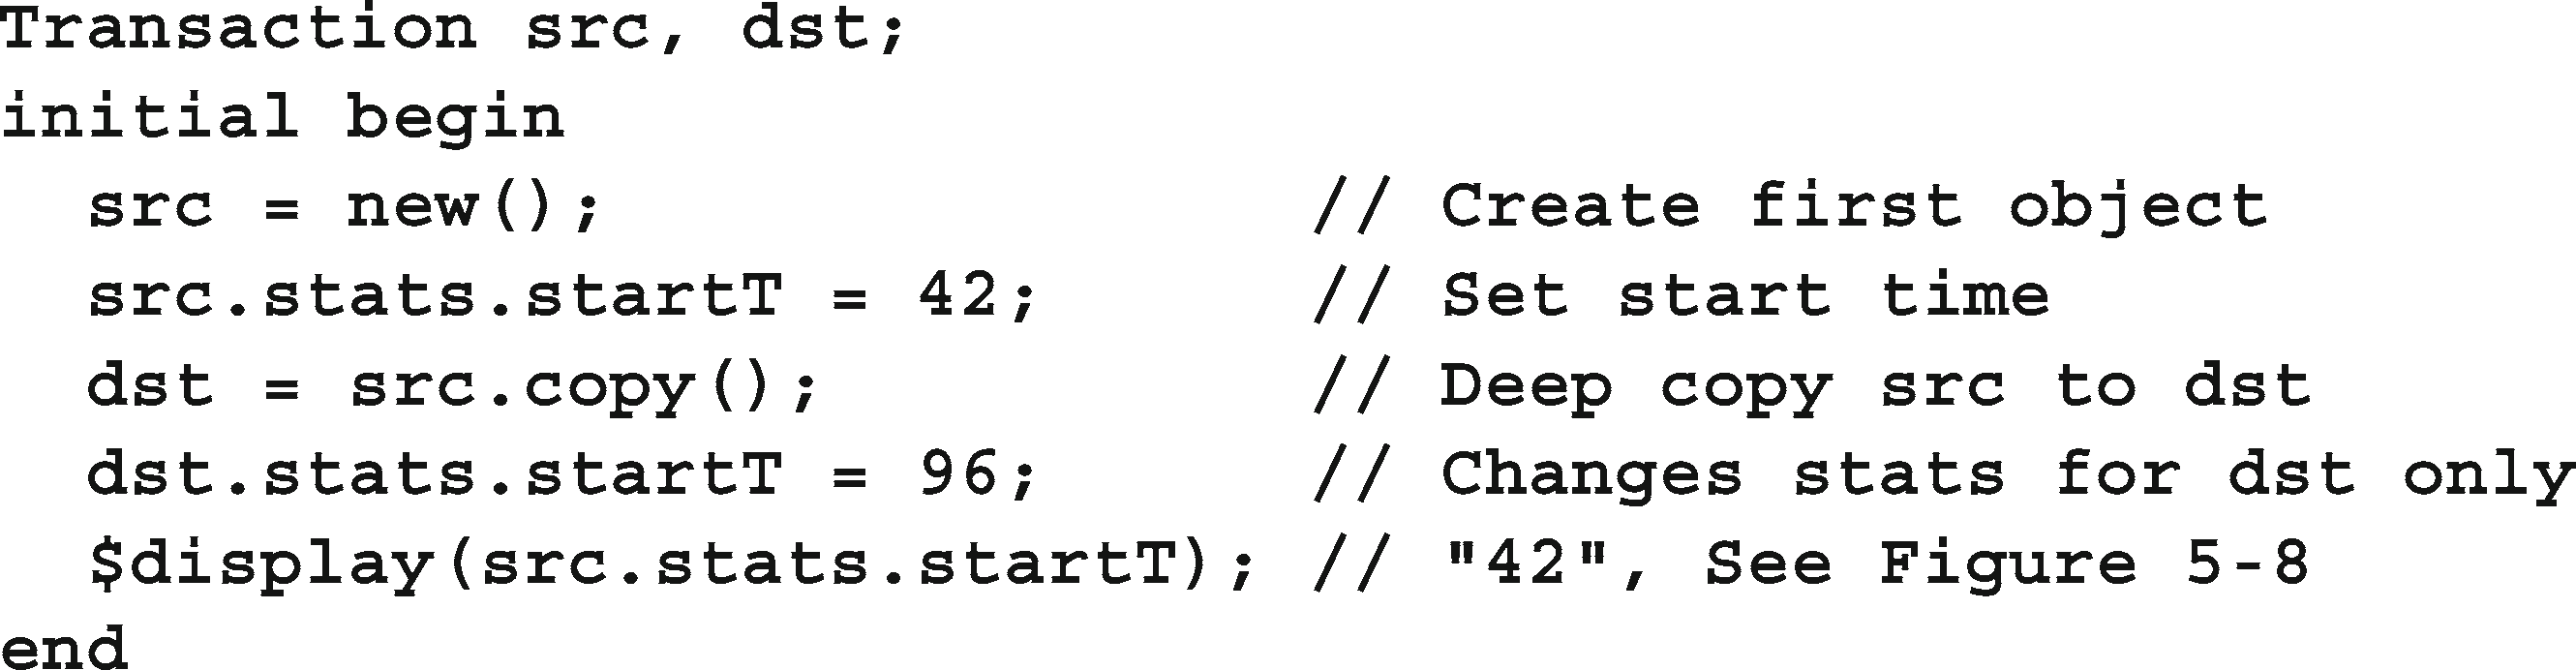 Transaction src, dst;
initial begin
  src = new();                // Create first object
  src.stats.startT = 42;      // Set start time
  dst = src.copy();           // Deep copy src to dst
  dst.stats.startT = 96;      // Changes stats for dst only
  $display(src.stats.startT); // "42", See Figure 5-8
end